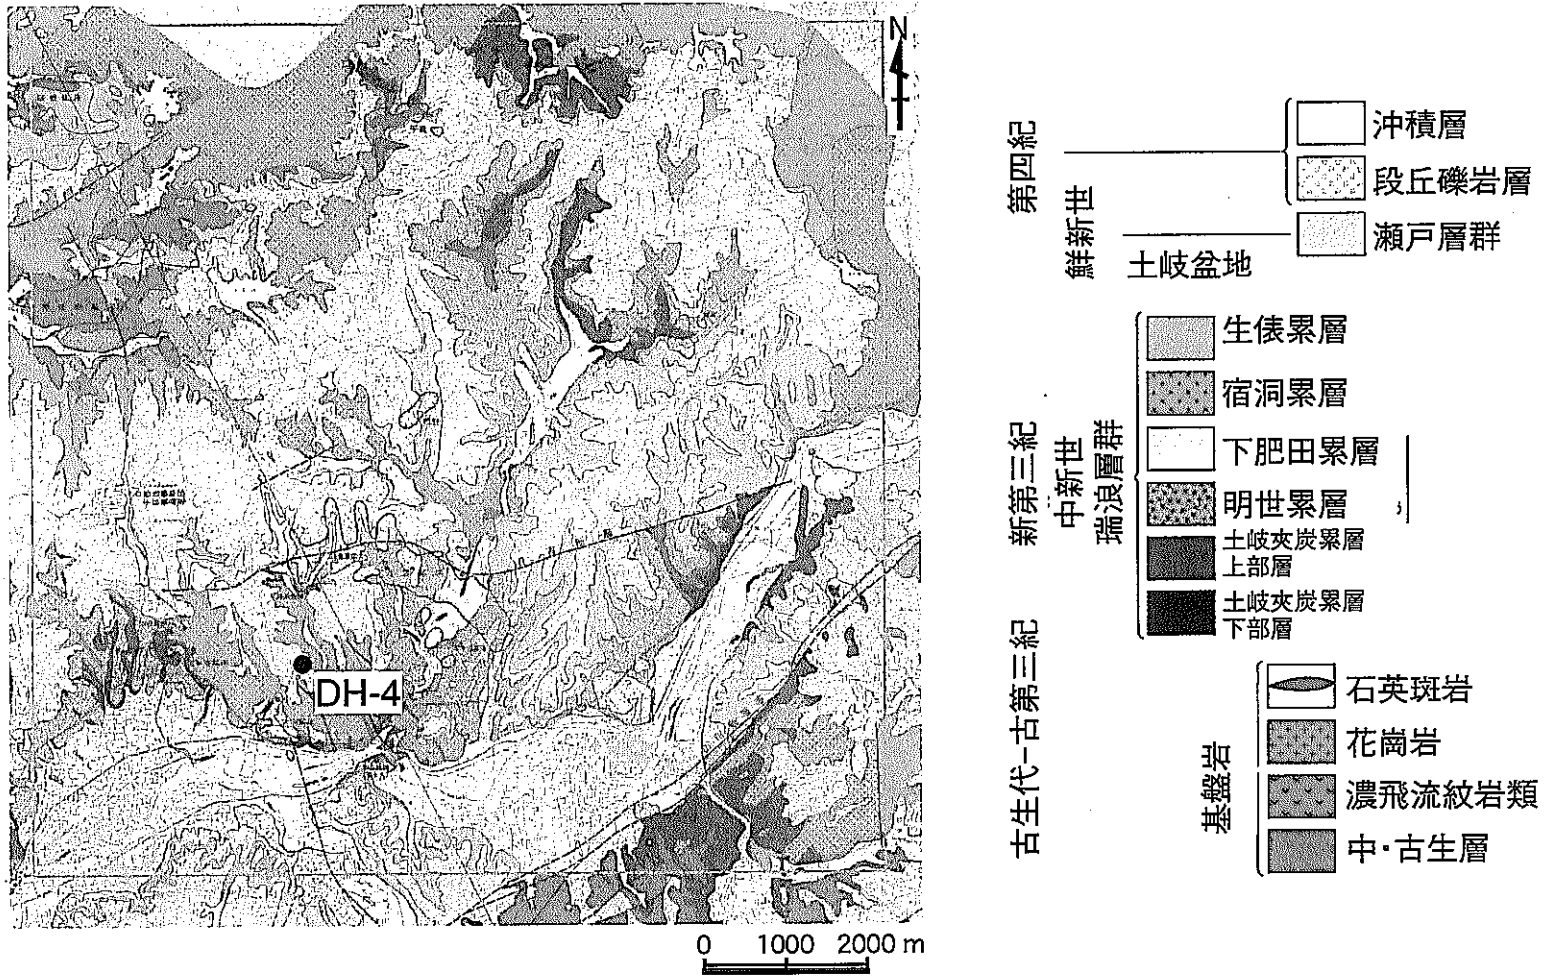 N
DH-4
0 1000 2000 m
第四紀
沖積層
段丘礫岩層
鮮新世
土岐盆地
瀬戸層群
新第三紀
中新世
瑞浪層群
生俵累層
宿洞累層
下肥田累層
明世累層
土岐夾炭累層
上部層
土岐夾炭累層
下部層
古生代−古第三紀
基盤岩
石英斑岩
花崗岩
濃飛流紋岩類
中・古生層